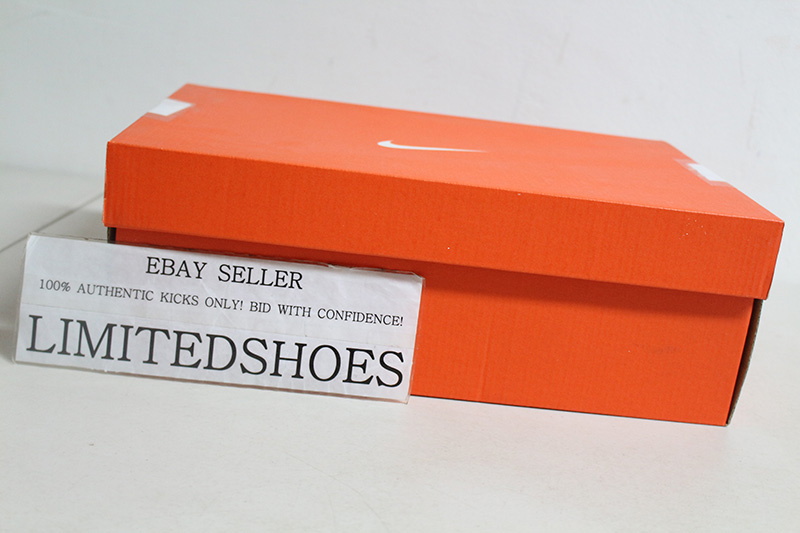 EBAY SELLER
100% AUTHENTIC KICKS ONLY! BID WITH CONFIDENCE!
LIMITEDSHOES